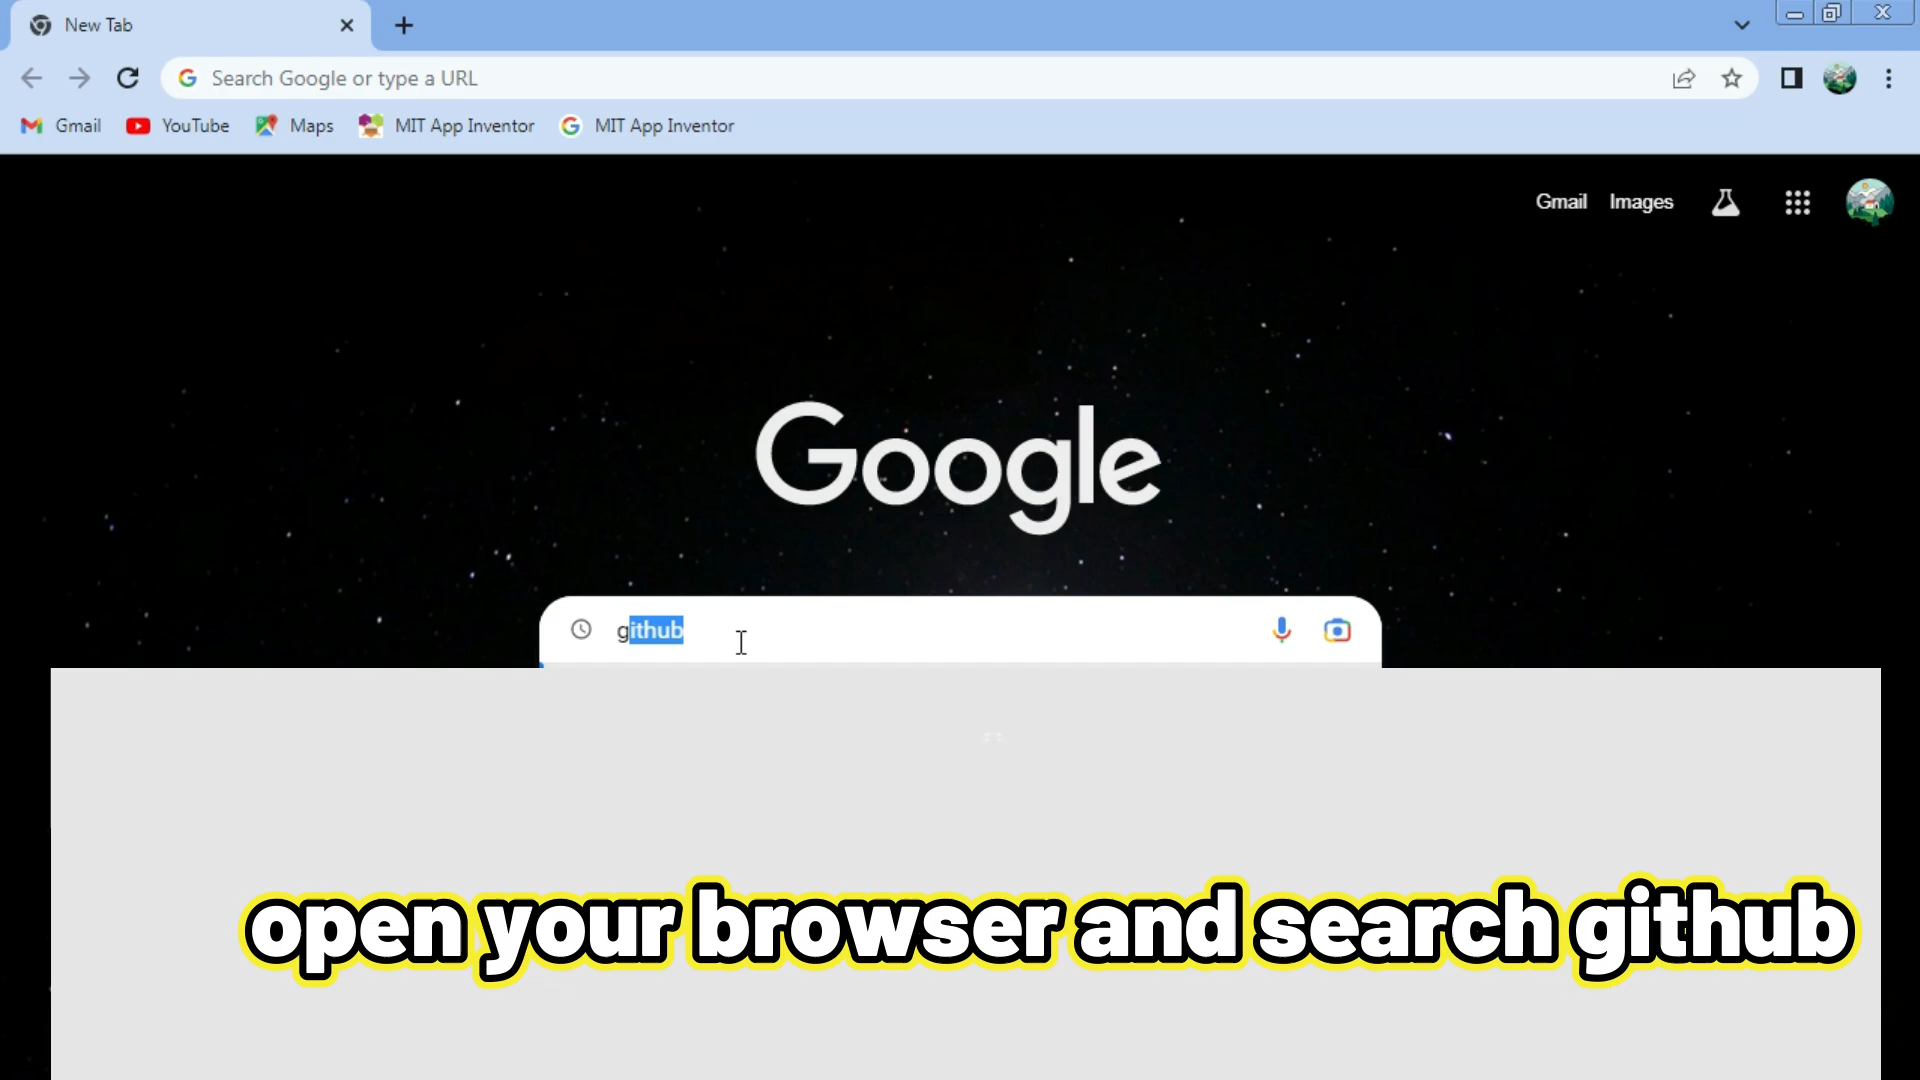 New Tab
Search Google or type a URL
Gmail YouTube Maps MIT App Inventor MIT App Inventor
Gmail Images
Google
github
open your browser and search github